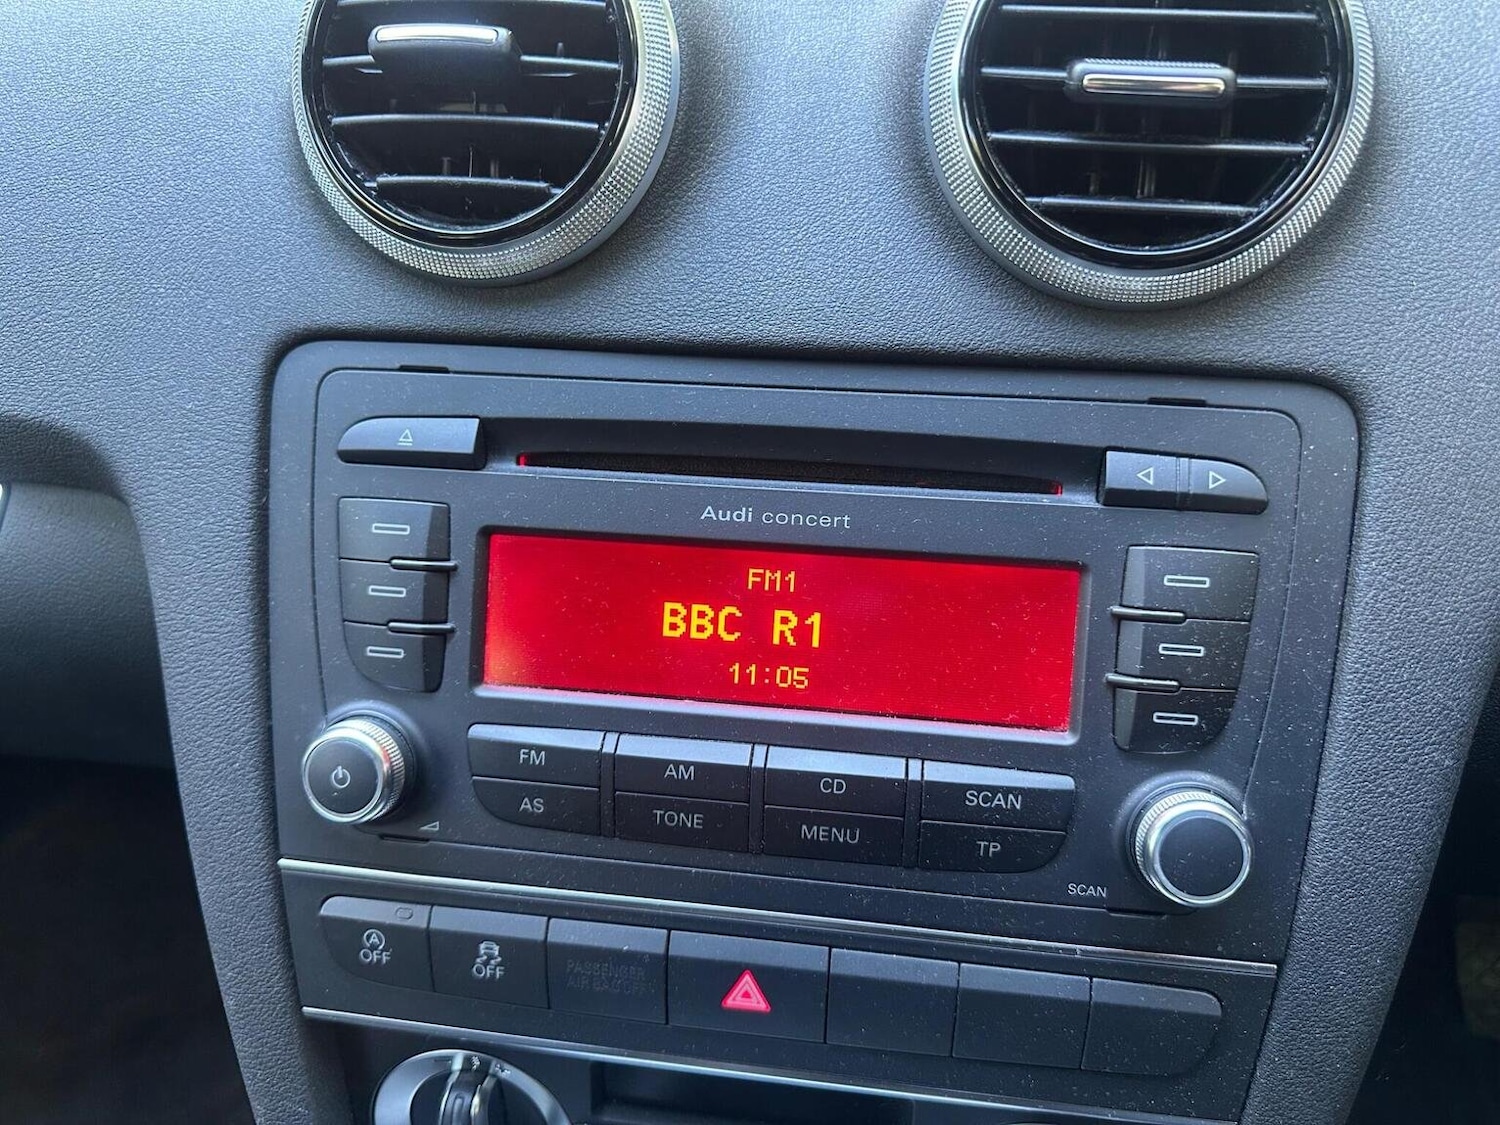 Audi concert
FM1
BBC R1
11:05
FM
AM
CD
SCAN
AS
TONE
MENU
TP
SCAN
A
OFF
OFF
PASSENGER
AIR BAG OFF